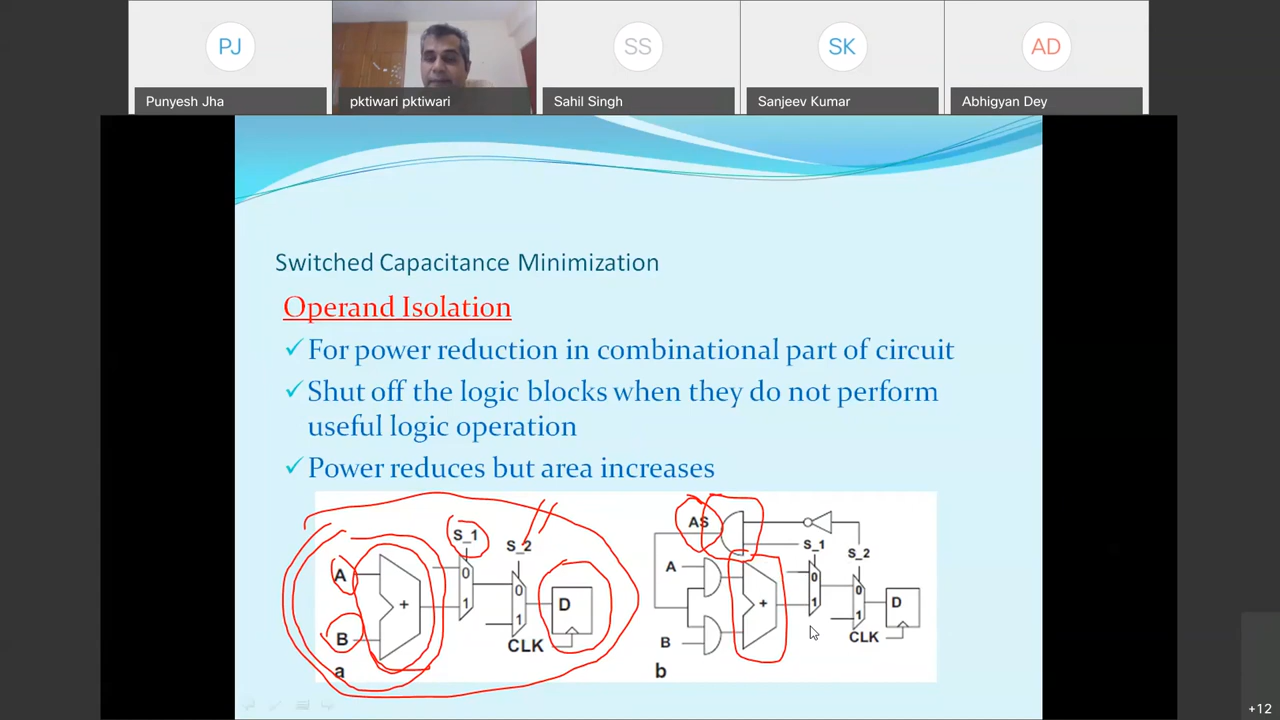 PJ
SS
SK
AD
Punyesh Jha
pktiwari pktiwari
Sahil Singh
Sanjeev Kumar
Abhigyan Dey
Switched Capacitance Minimization
Operand Isolation
✓ For power reduction in combinational part of circuit
✓ Shut off the logic blocks when they do not perform
useful logic operation
✓ Power reduces but area increases
S_1
S_2
A
0
0
+
1
D
1
B
CLK
a
AS
S_1
S_2
A
0
0
+
1
D
1
B
CLK
b
+12